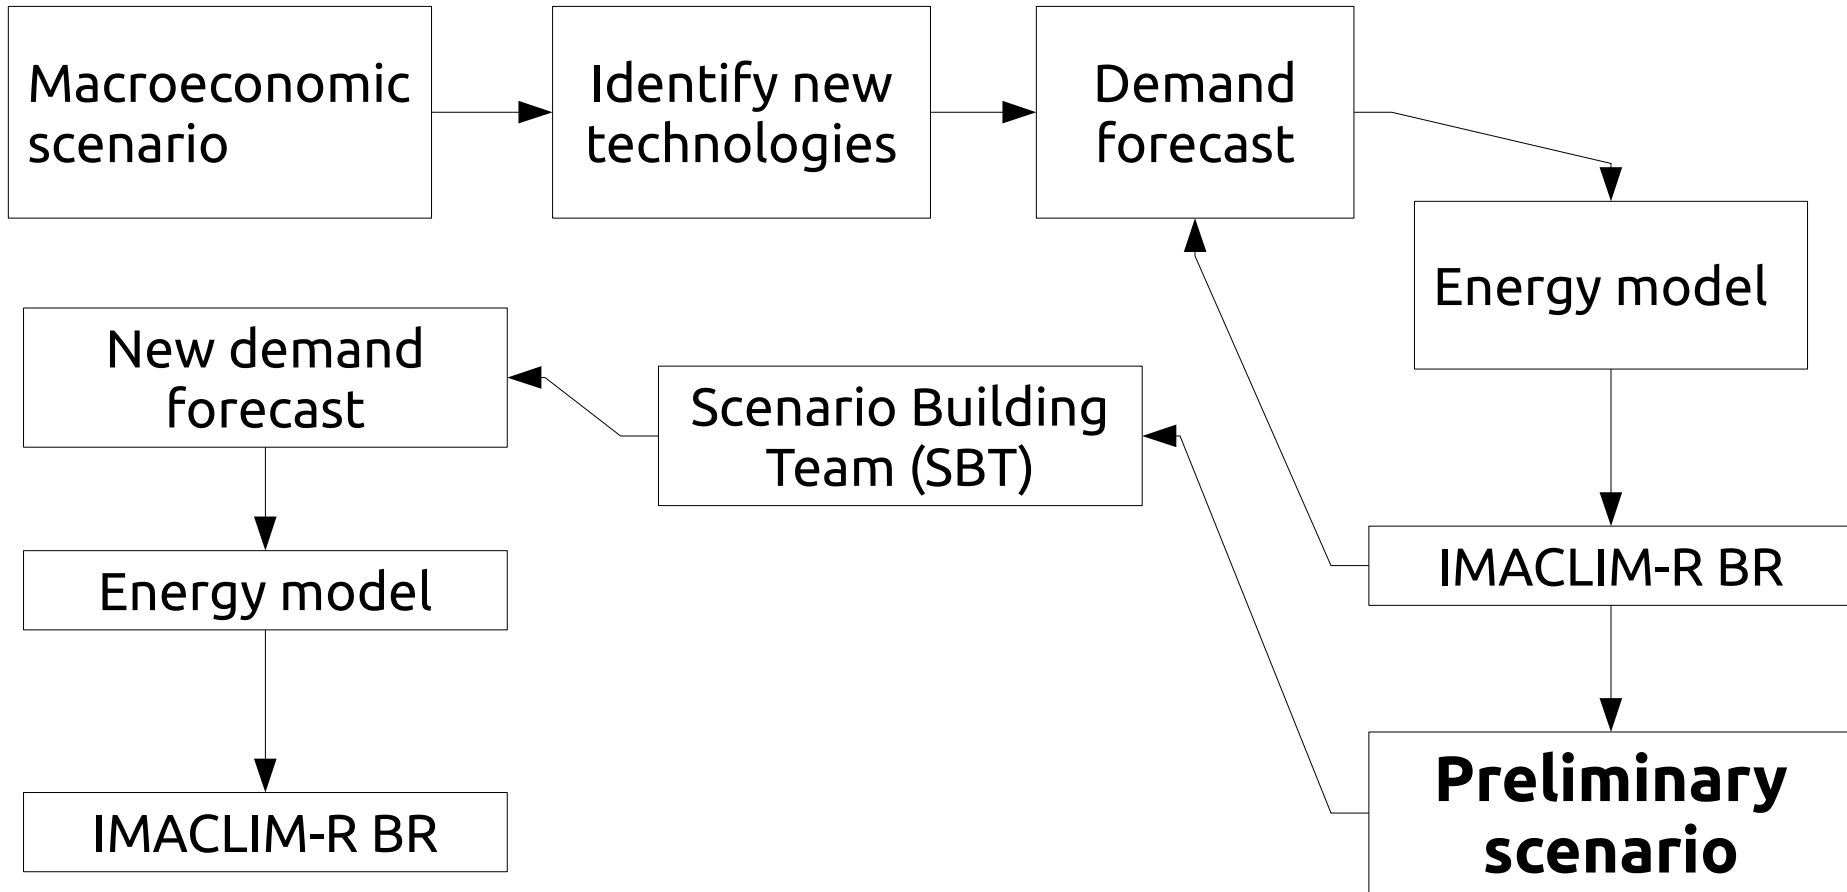 Macroeconomic
scenario
Identify new
technologies
Demand
forecast
Energy model
New demand
forecast
Scenario Building
Team (SBT)
IMACLIM-R BR
Energy model
Preliminary
scenario
IMACLIM-R BR